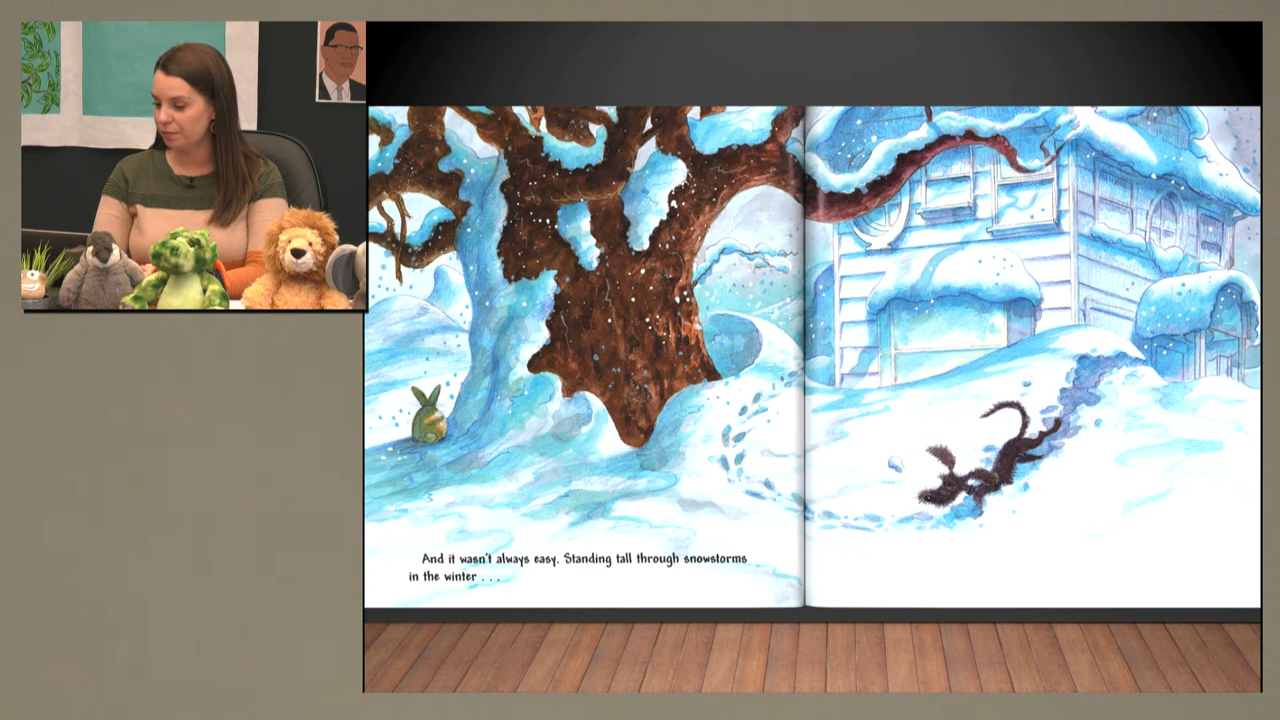 And it wasn't always easy. Standing tall through snowstorms
in the winter . . .